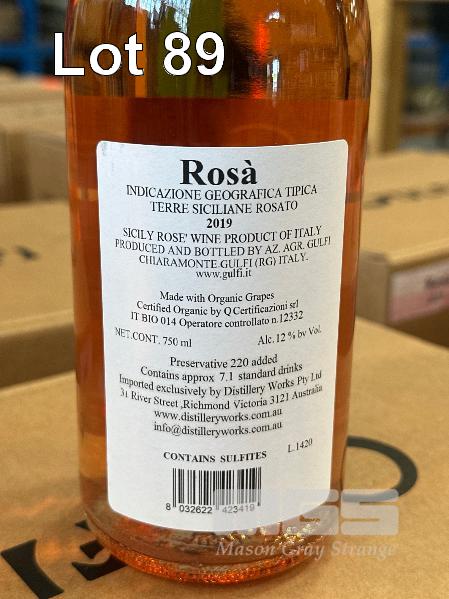 Lot 89
Rosà
INDICAZIONE GEOGRAFICA TIPICA
TERRE SICILIANE ROSATO
2019
SICILY ROSE' WINE PRODUCT OF ITALY
PRODUCED AND BOTTLED BY AZ. AGR. GULFI
CHIARAMONTE GULFI (RG) ITALY.
www.gulfi.it
Made with Organic Grapes
Certified Organic by Q Certificazioni srl
IT BIO 014 Operatore controllato n.12332
NET.CONT. 750 ml
Alc. 12 % bv Vol.
Preservative 220 added
Contains approx 7.1 standard drinks
Imported exclusively by Distillery Works Pty Ltd
31 River Street ,Richmond Victoria 3121 Australia
www.distilleryworks.com.au
info@distilleryworks.com.au
L.1420
CONTAINS SULFITES
8 032622 423419
Mason Gray Strange